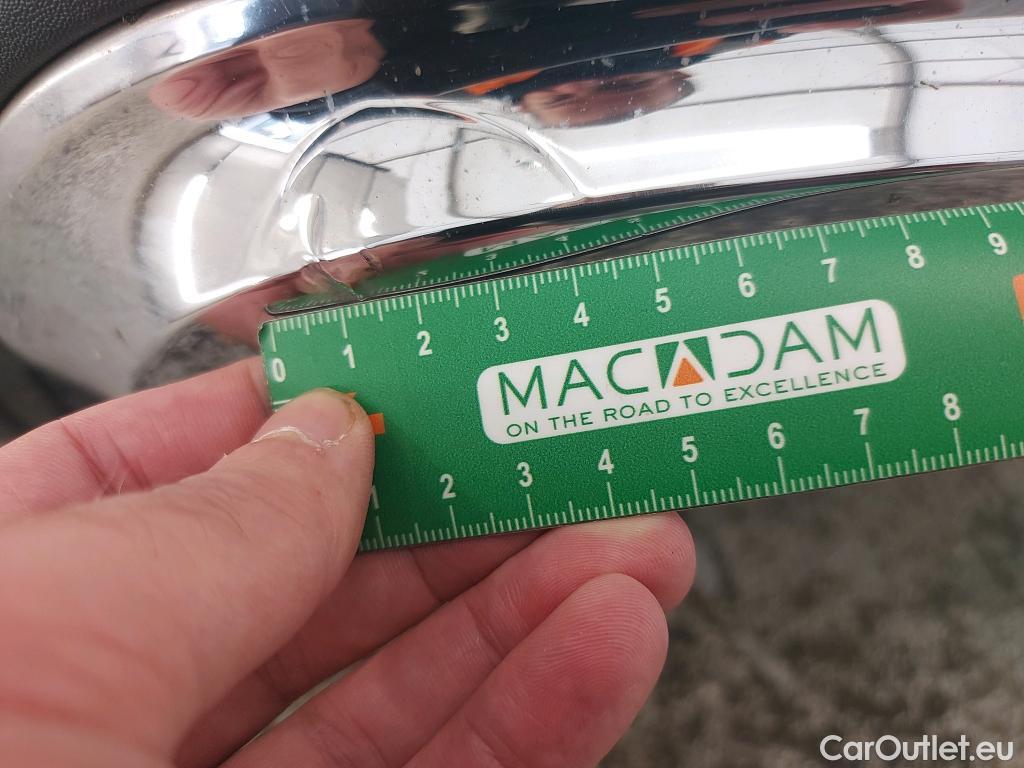 0 1 2 3 4 5 6 7 8 9
MACADAM
ON THE ROAD TO EXCELLENCE
1 2 3 4 5 6 7 8
CarOutlet.eu